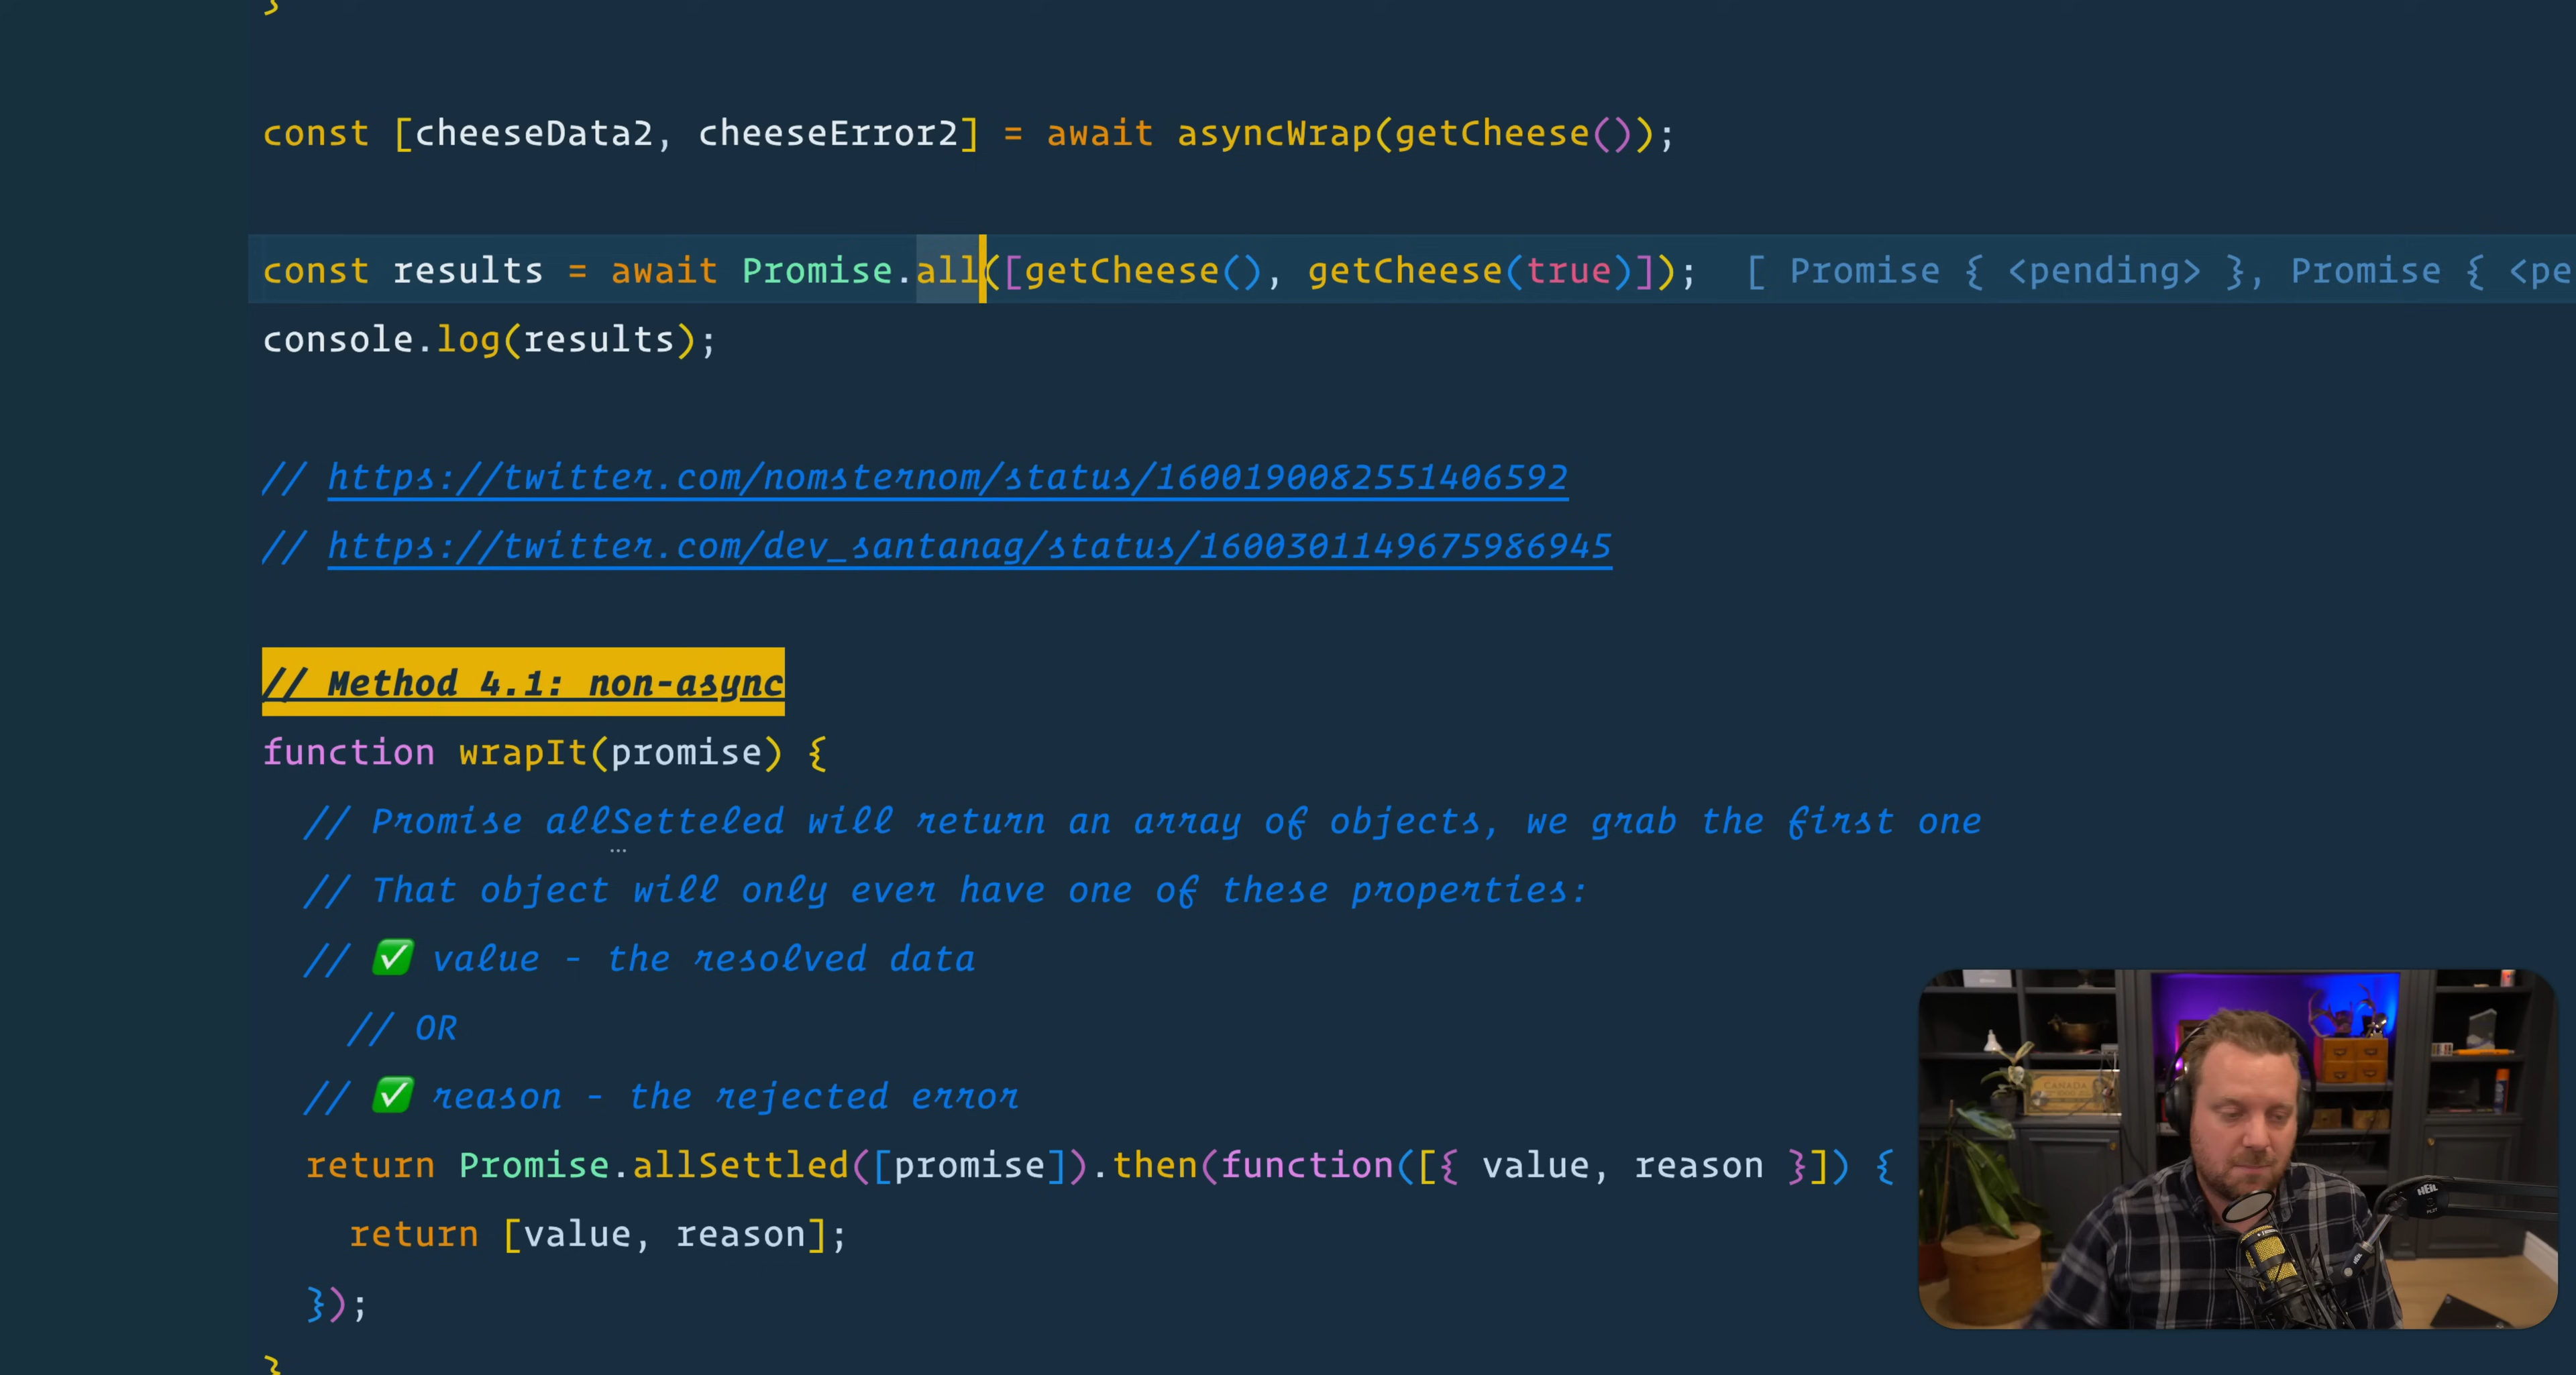 }
const [cheeseData2, cheeseError2] = await asyncWrap(getCheese());
const results = await Promise.all([getCheese(), getCheese(true)]);   [ Promise { <pending> }, Promise { <pe
console.log(results);
// https://twitter.com/nomsternom/status/1600190082551406592
// https://twitter.com/dev_santanag/status/1600301149675986945
// Method 4.1: non-async
function wrapIt(promise) {
// Promise allSetteled will return an array of objects, we grab the first one
// That object will only ever have one of these properties:
// ✅ value - the resolved data
// OR
// ✅ reason - the rejected error
return Promise.allSettled([promise]).then(function([{ value, reason }]) {
return [value, reason];
});
}
CANADA
HEIL